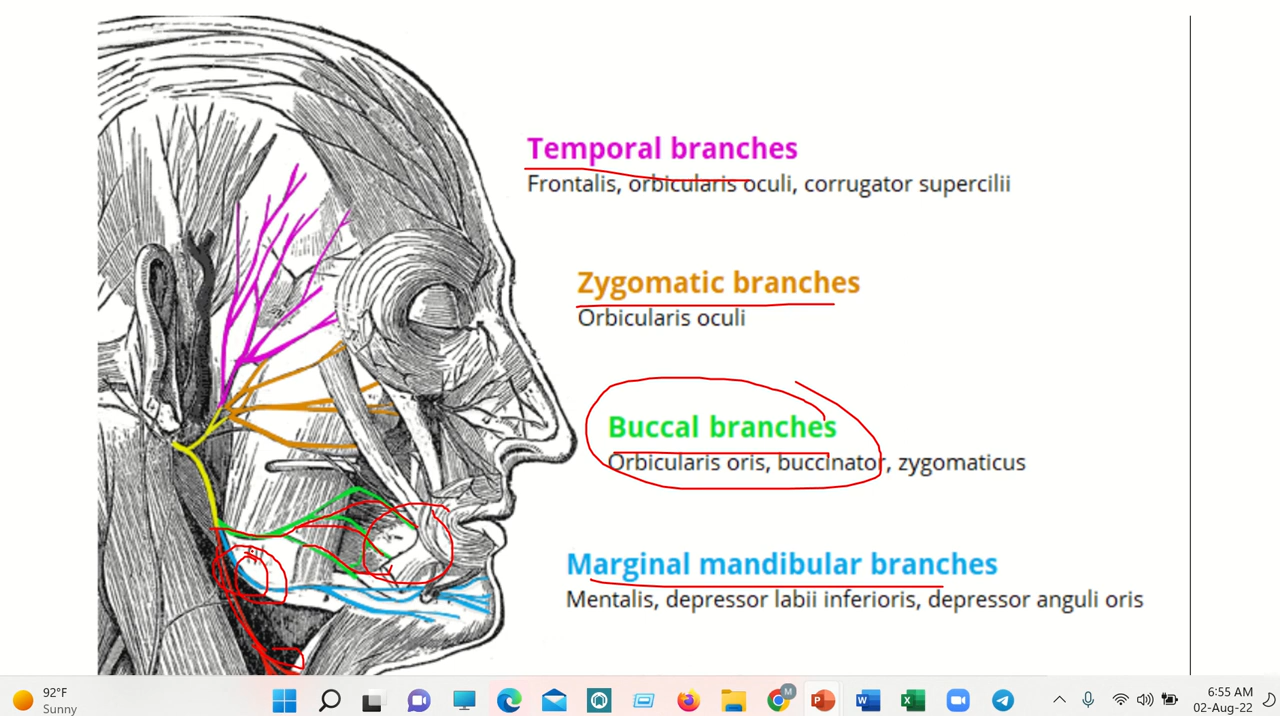 Temporal branches
Frontalis, orbicularis oculi, corrugator supercilii
Zygomatic branches
Orbicularis oculi
Buccal branches
Orbicularis oris, buccinator, zygomaticus
Marginal mandibular branches
Mentalis, depressor labii inferioris, depressor anguli oris
92°F
Sunny
M
P
W
X
6:55 AM
02-Aug-22